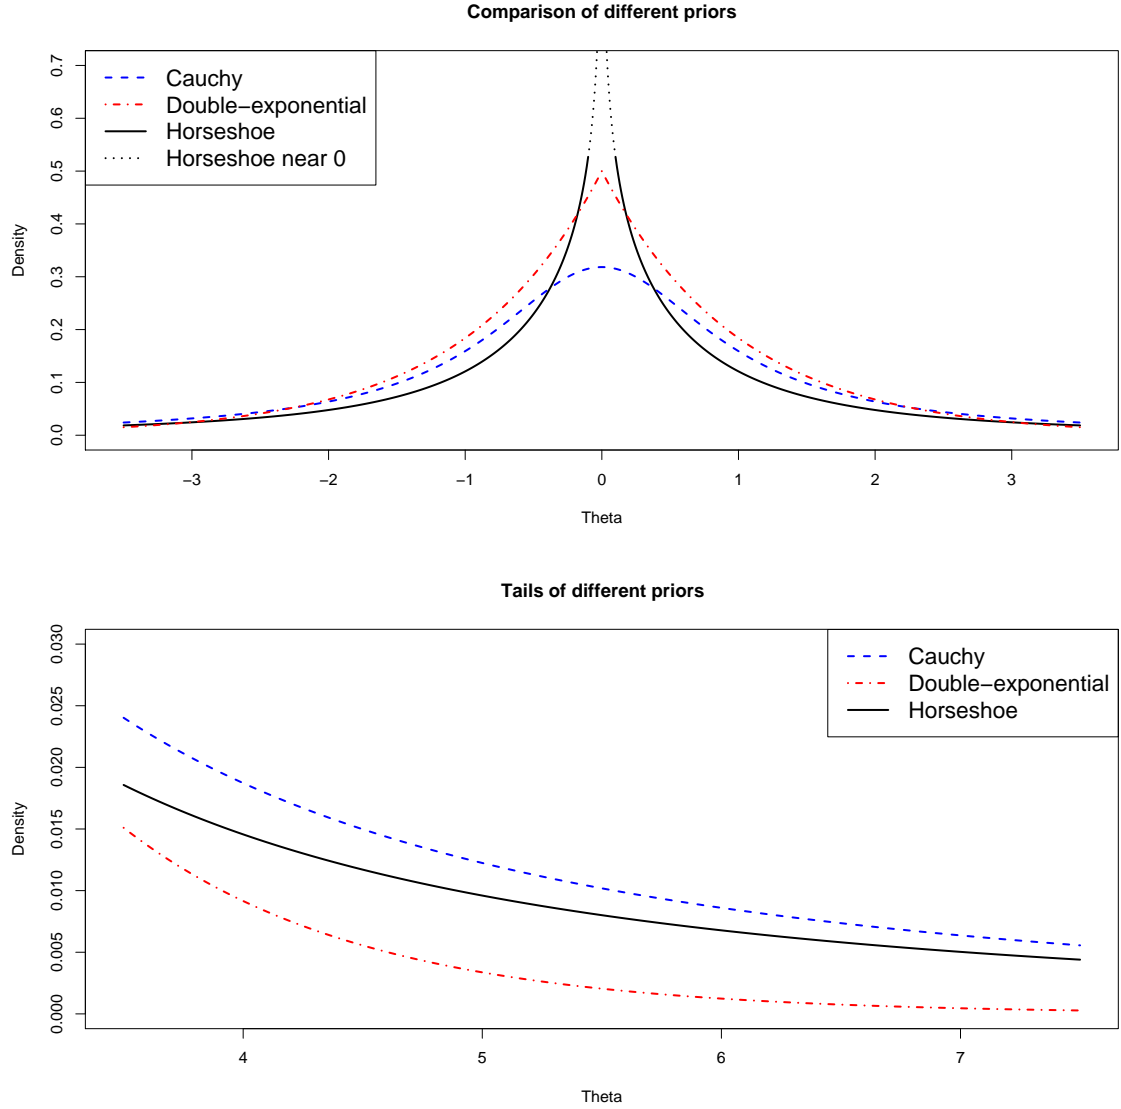 Comparison of different priors
Cauchy
Double−exponential
Horseshoe
Horseshoe near 0
Density
0.0 0.1 0.2 0.3 0.4 0.5 0.6 0.7
−3 −2 −1 0 1 2 3
Theta
Tails of different priors
Cauchy
Double−exponential
Horseshoe
Density
0.000 0.005 0.010 0.015 0.020 0.025 0.030
4 5 6 7
Theta